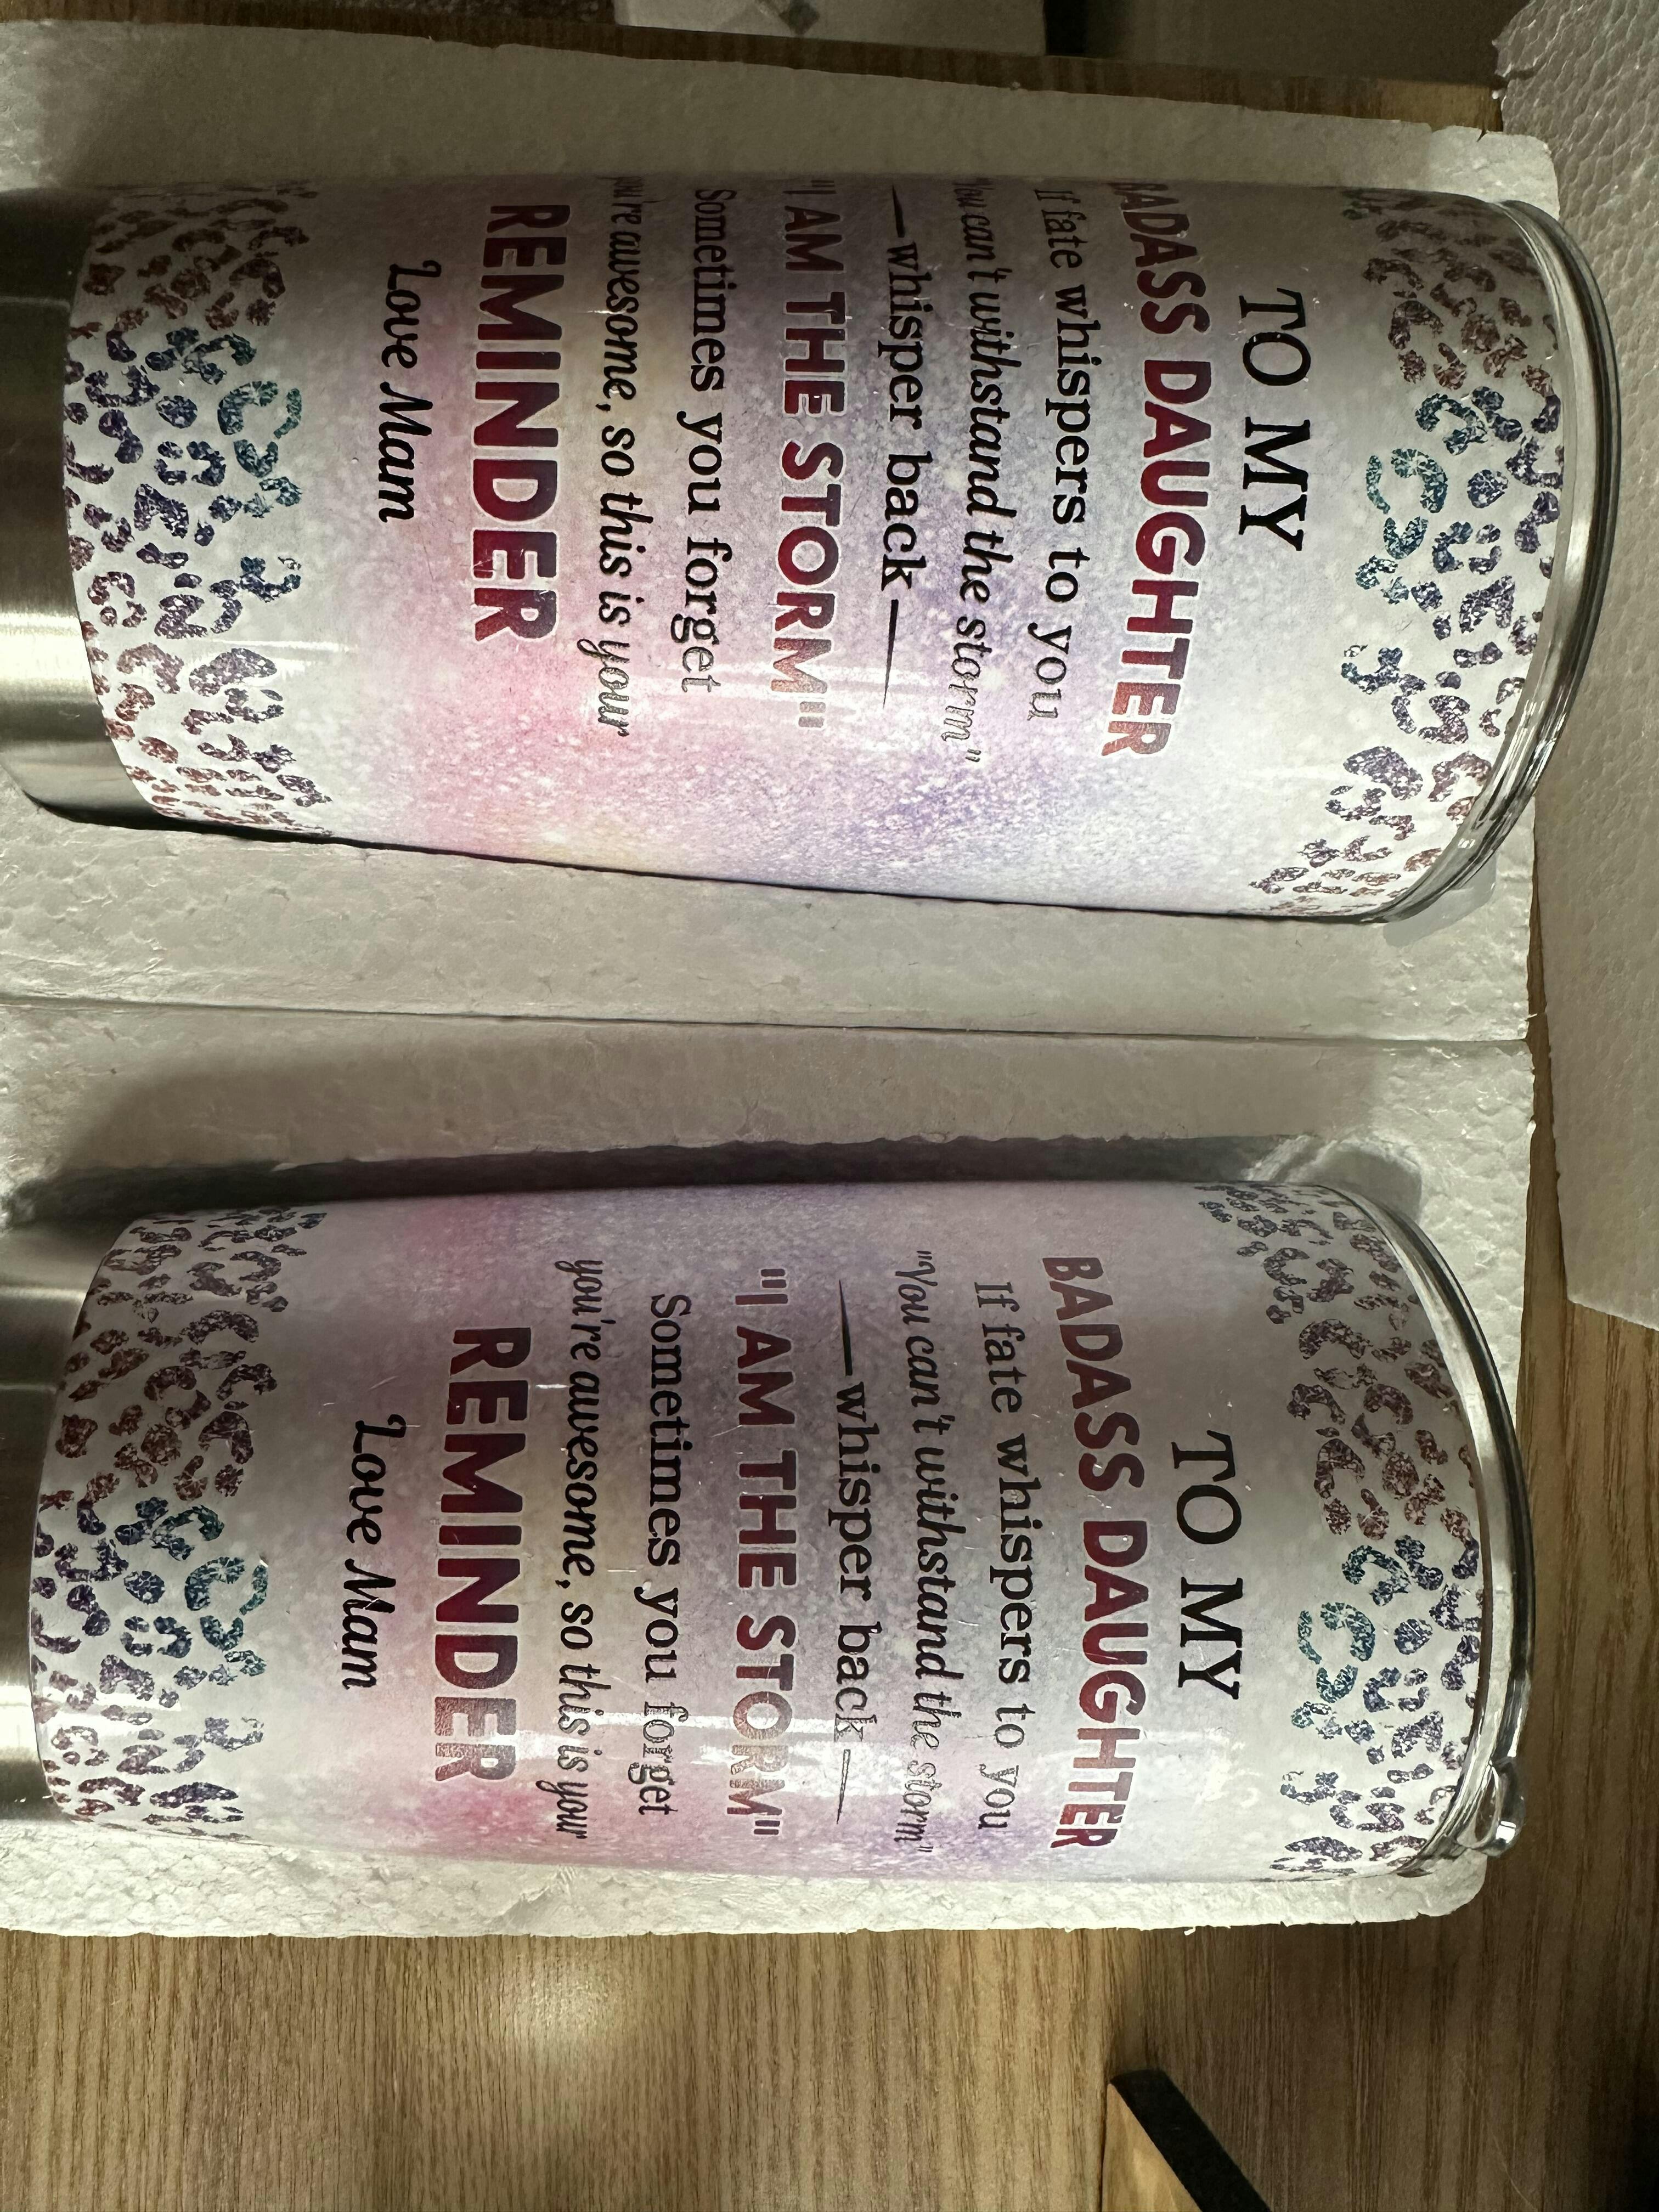 TO MY
BADASS DAUGHTER
If fate whispers to you
"You can't withstand the storm"
whisper back
"I AM THE STORM"
Sometimes you forget
you're awesome, so this is your
REMINDER
Love Mam
TO MY
BADASS DAUGHTER
If fate whispers to you
"You can't withstand the storm"
whisper back
"I AM THE STORM"
Sometimes you forget
you're awesome, so this is your
REMINDER
Love Mam